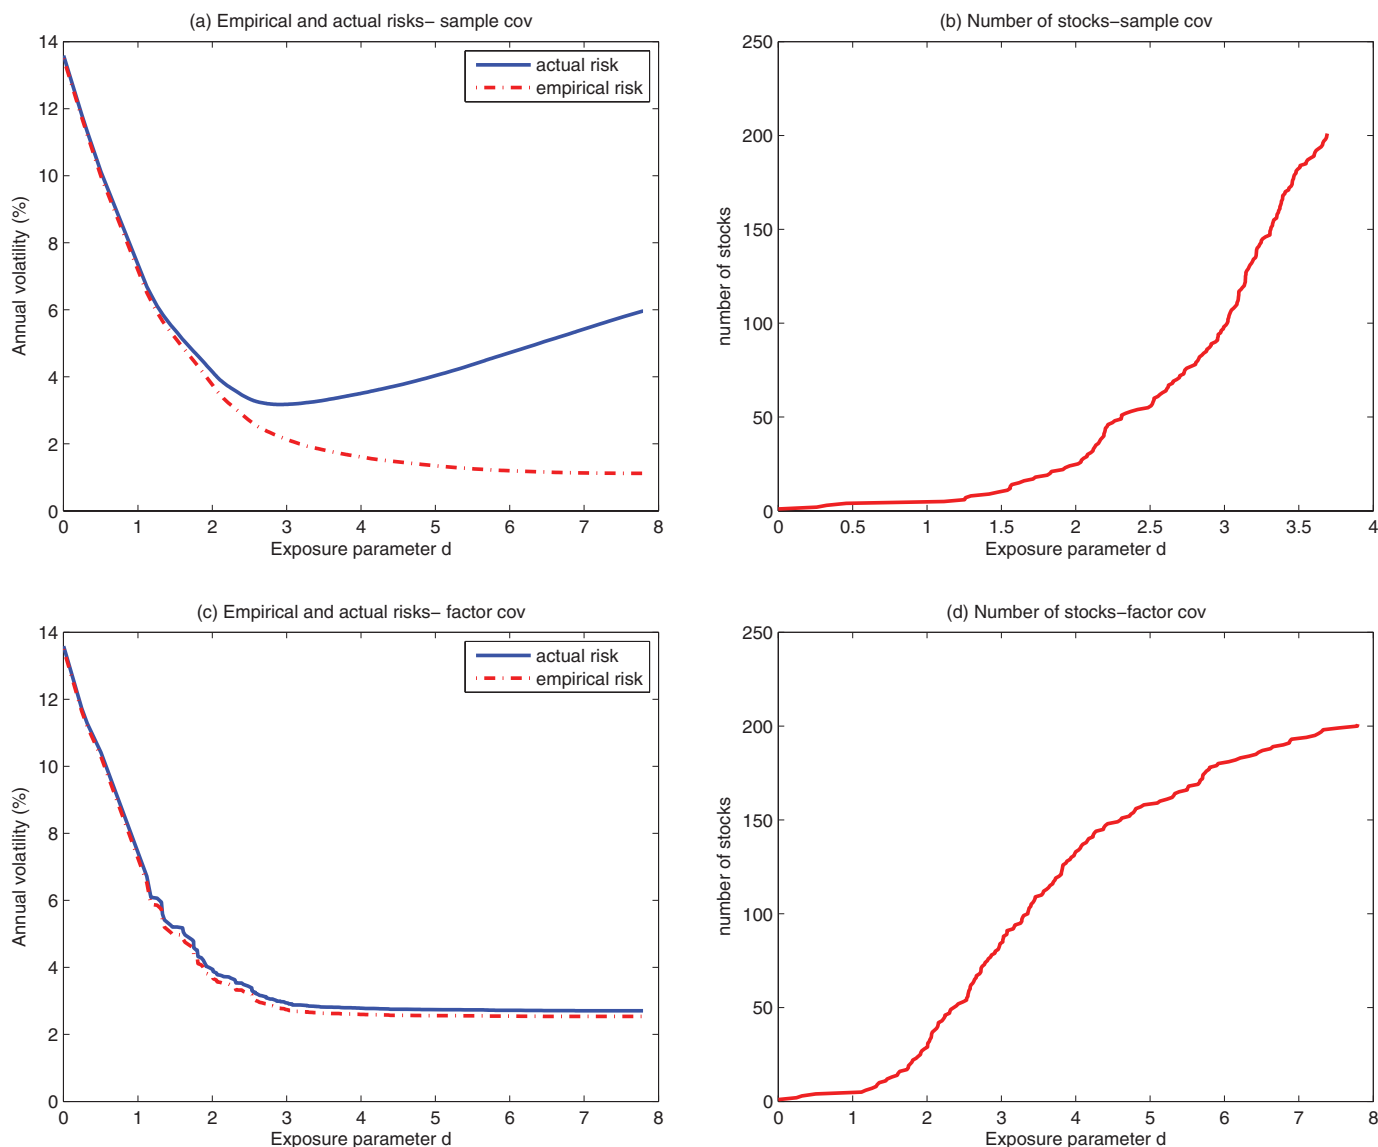 (a) Empirical and actual risks− sample cov
14
12
10
8
6
4
2
0
Annual volatility (%)
actual risk
empirical risk
0 1 2 3 4 5 6 7 8
Exposure parameter d
(b) Number of stocks−sample cov
250
200
150
100
50
0
number of stocks
0 0.5 1 1.5 2 2.5 3 3.5 4
Exposure parameter d
(c) Empirical and actual risks− factor cov
14
12
10
8
6
4
2
0
Annual volatility (%)
actual risk
empirical risk
0 1 2 3 4 5 6 7 8
Exposure parameter d
(d) Number of stocks−factor cov
250
200
150
100
50
0
number of stocks
0 1 2 3 4 5 6 7 8
Exposure parameter d